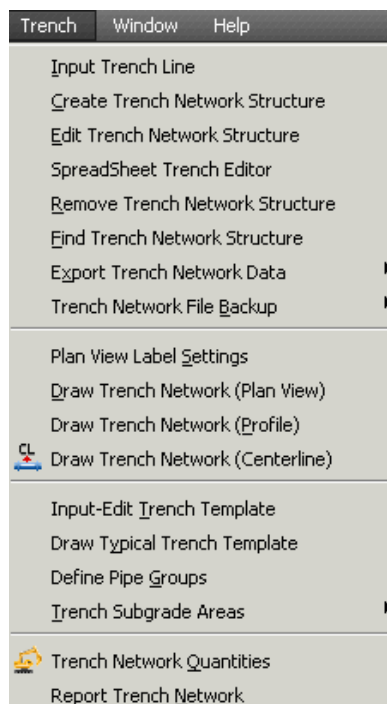 Trench Window Help
Input Trench Line
Create Trench Network Structure
Edit Trench Network Structure
SpreadSheet Trench Editor
Remove Trench Network Structure
Find Trench Network Structure
Export Trench Network Data
Trench Network File Backup
Plan View Label Settings
Draw Trench Network (Plan View)
Draw Trench Network (Profile)
CL Draw Trench Network (Centerline)
Input-Edit Trench Template
Draw Typical Trench Template
Define Pipe Groups
Trench Subgrade Areas
Trench Network Quantities
Report Trench Network